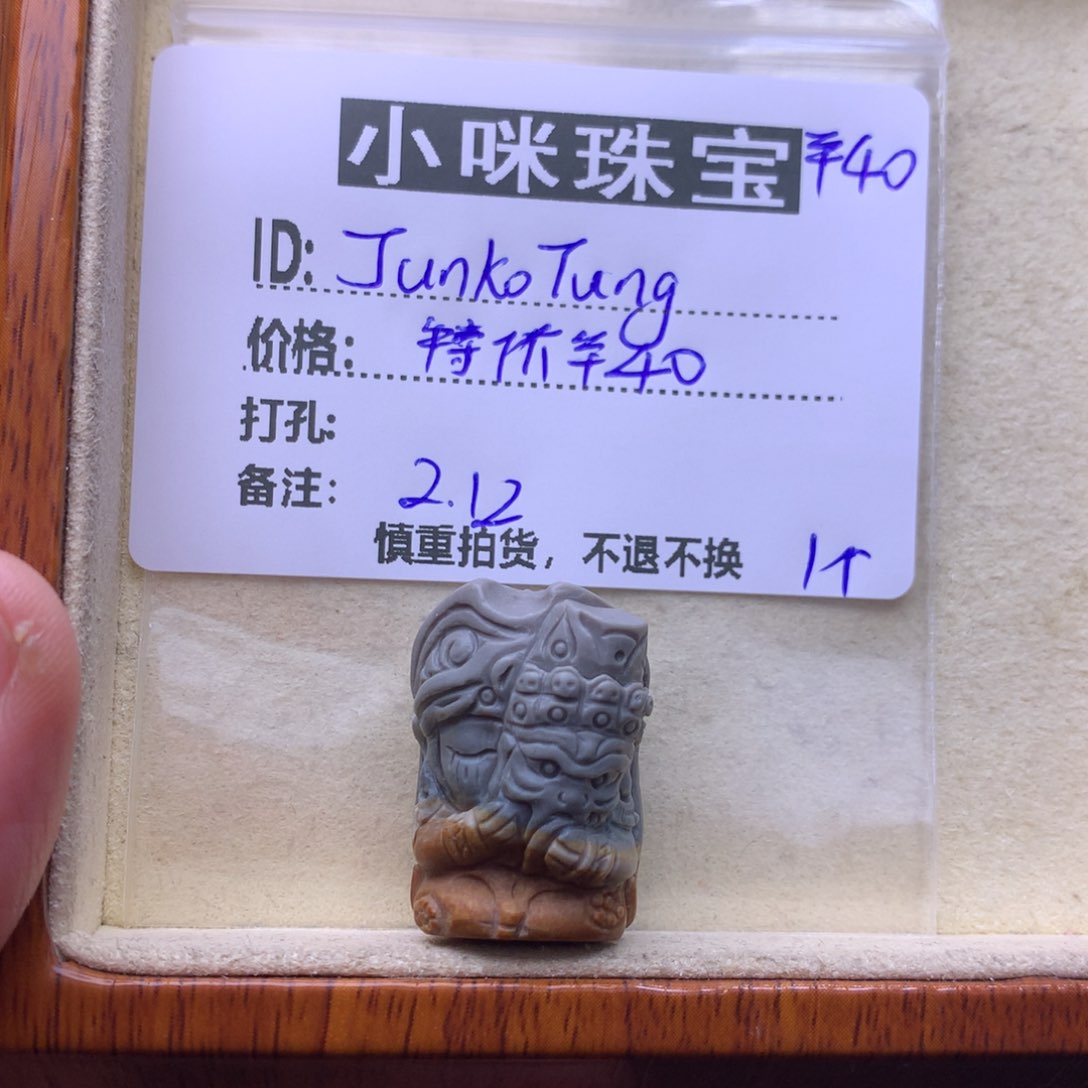 小咪珠宝 ¥40
ID: JunkoTung
价格: 特价¥40
打孔:
备注: 2.12
慎重拍货，不退不换 1个